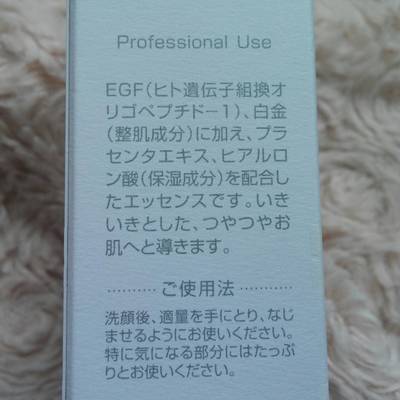 Professional Use
EGF(ヒト遺伝子組換オ
リゴペプチド−1)、白金
(整肌成分)に加え、プラ
センタエキス、ヒアルロ
ン酸(保湿成分)を配合し
たエッセンスです。いき
いきとした、つやつやお
肌へと導きます。
………… ご使用法 …………
洗顔後、適量を手にとり、なじ
ませるようにお使いください。
特に気になる部分にはたっぷ
りとお使いください。